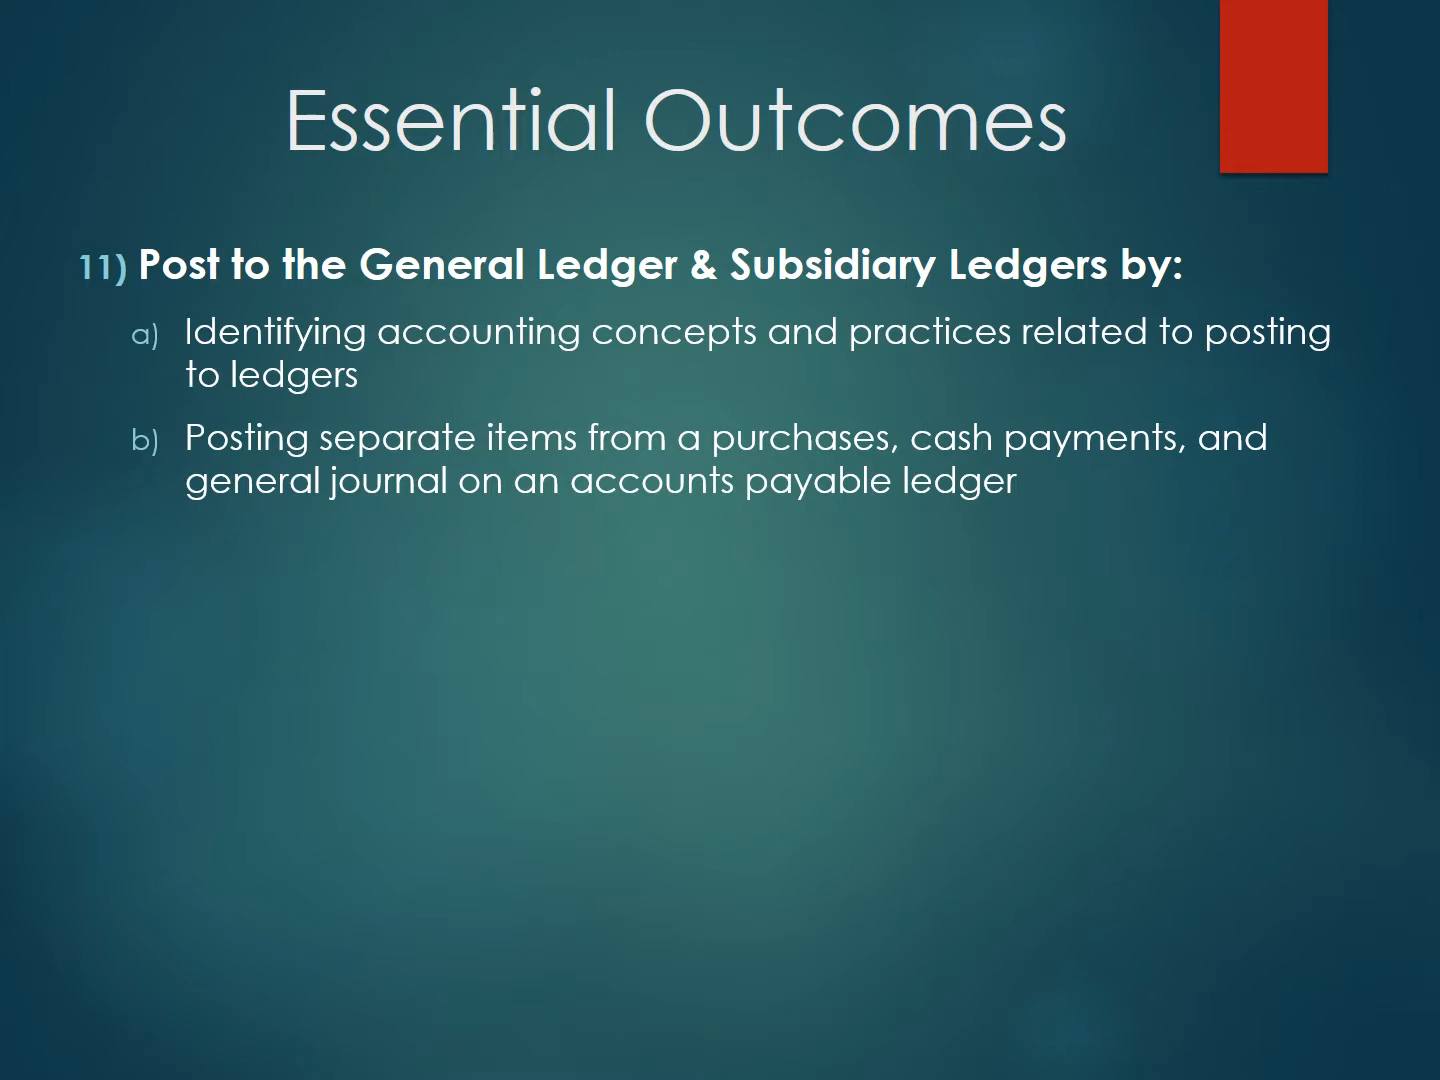 Essential Outcomes
11) Post to the General Ledger & Subsidiary Ledgers by:
a) Identifying accounting concepts and practices related to posting
to ledgers
b) Posting separate items from a purchases, cash payments, and
general journal on an accounts payable ledger